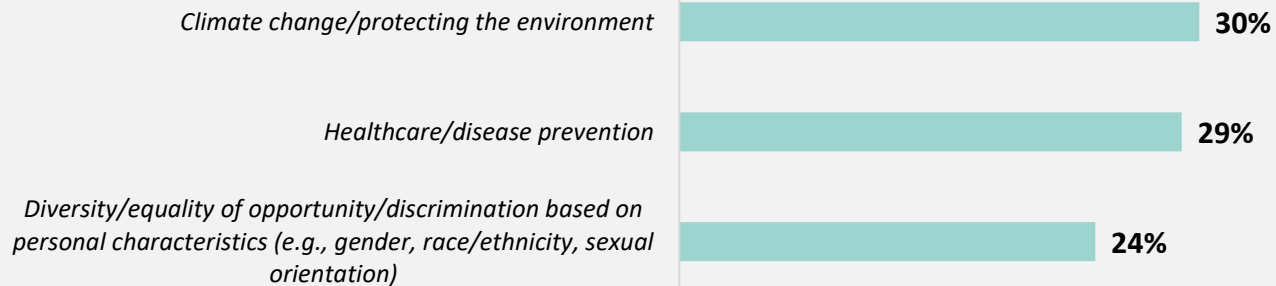 Climate change/protecting the environment
30%
Healthcare/disease prevention
29%
Diversity/equality of opportunity/discrimination based on
personal characteristics (e.g., gender, race/ethnicity, sexual
orientation)
24%